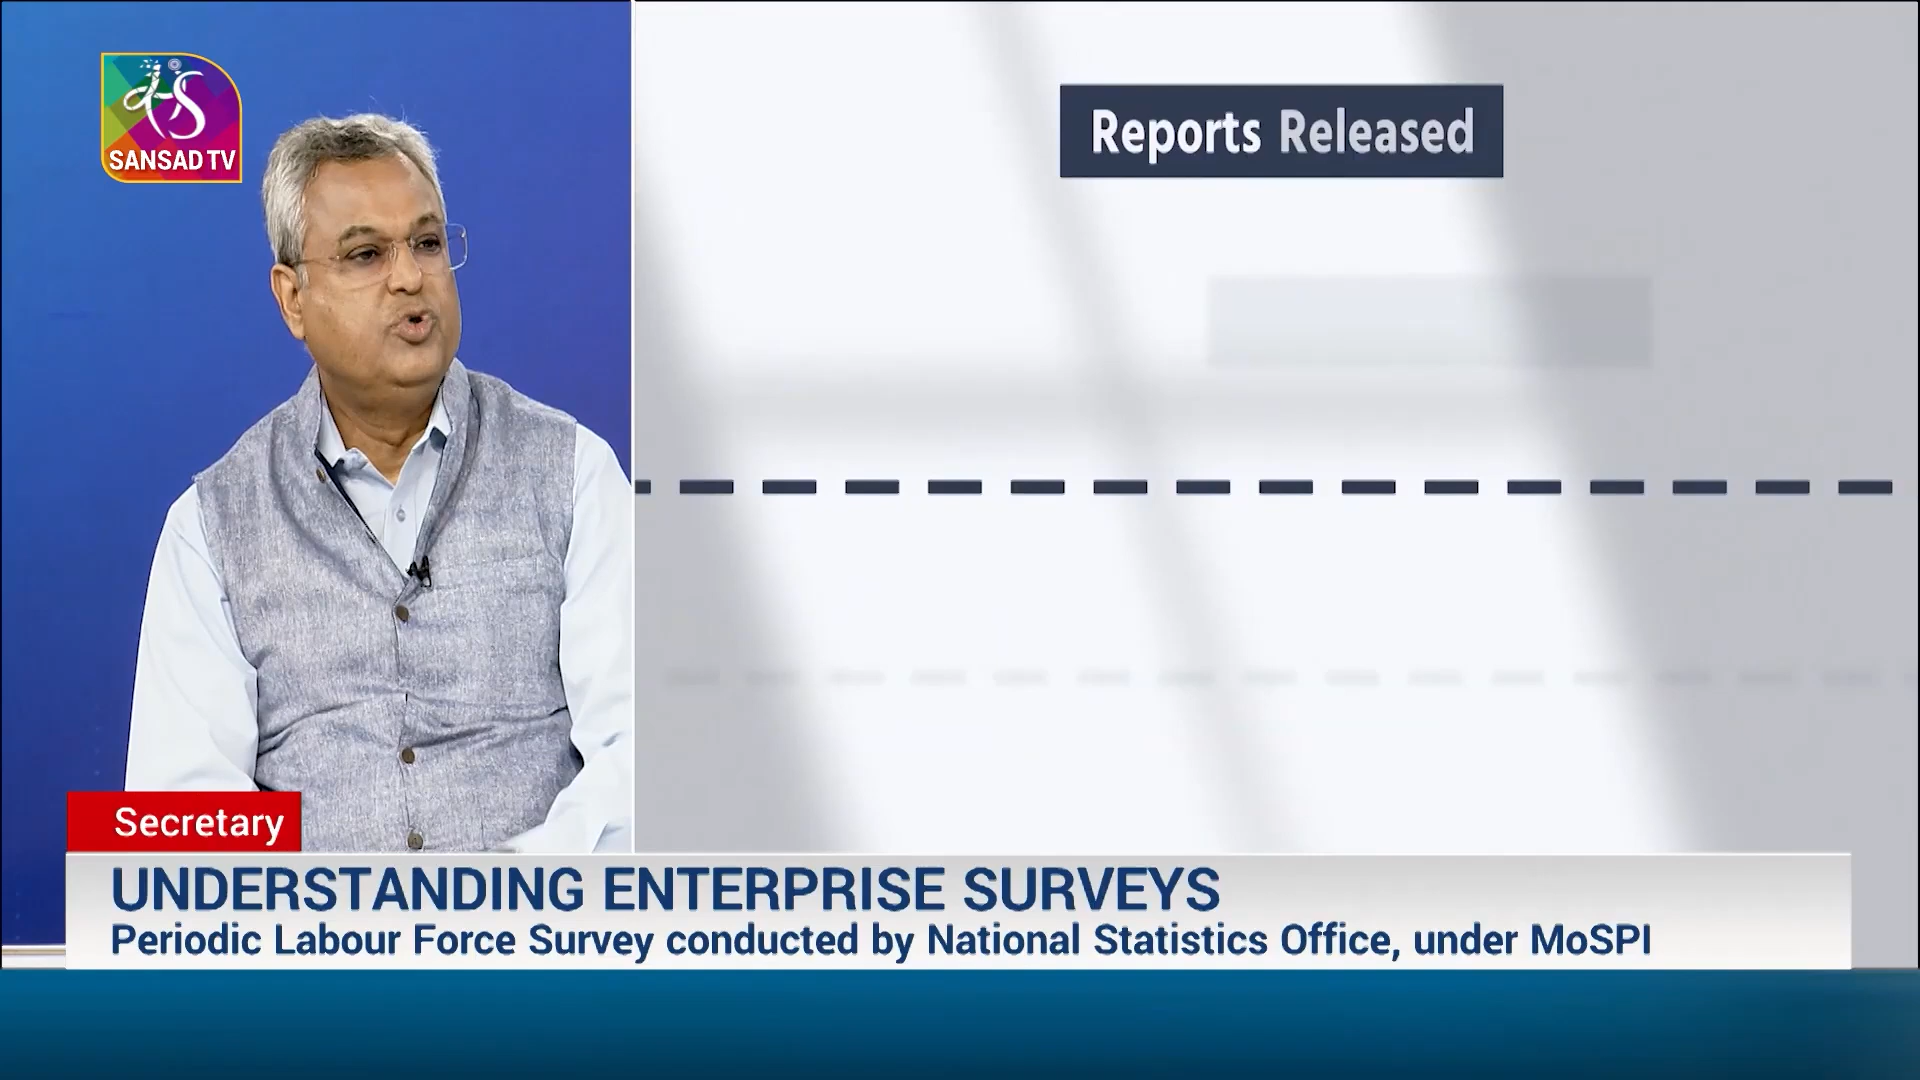 SANSAD TV
Reports Released
Secretary
UNDERSTANDING ENTERPRISE SURVEYS
Periodic Labour Force Survey conducted by National Statistics Office, under MoSPI